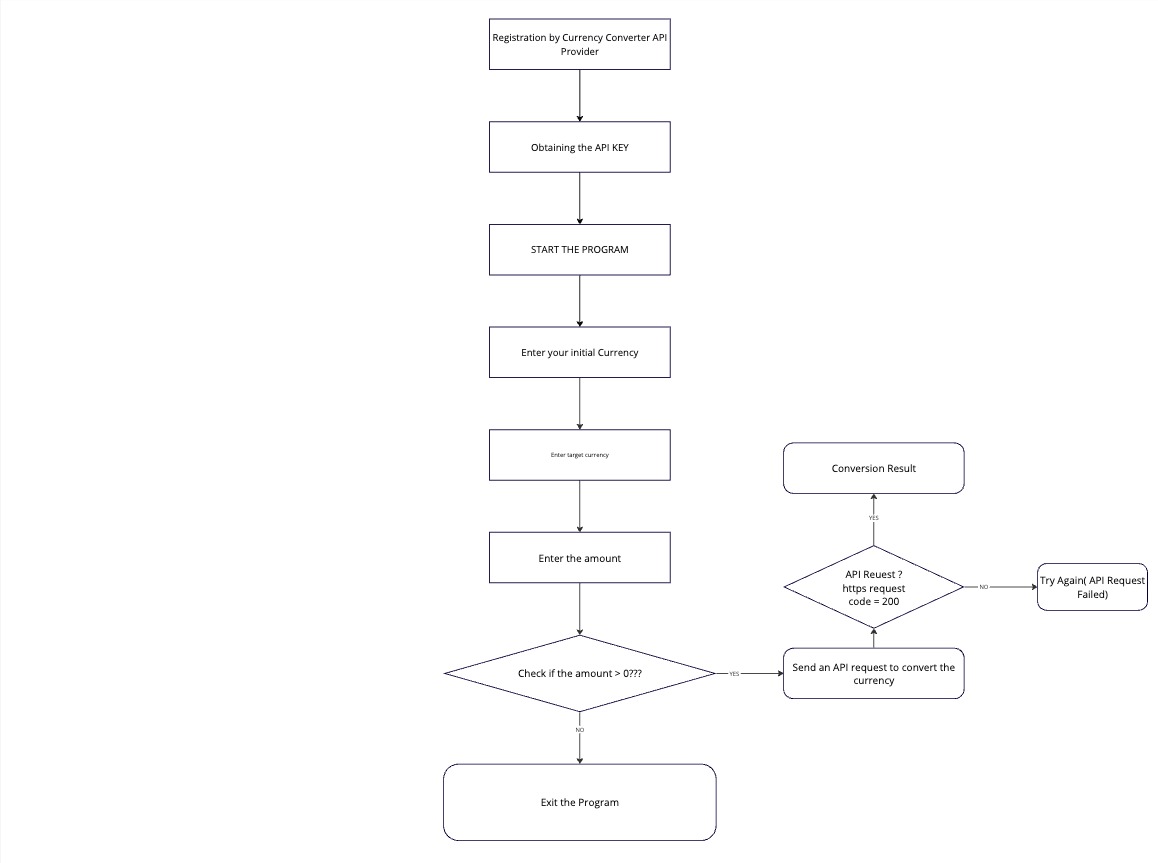 Registration by Currency Converter API
Provider
Obtaining the API KEY
START THE PROGRAM
Enter your initial Currency
Enter target currency
Enter the amount
Check if the amount > 0???
YES
NO
Exit the Program
Send an API request to convert the
currency
API Reuest ?
https request
code = 200
YES
NO
Conversion Result
Try Again( API Request
Failed)